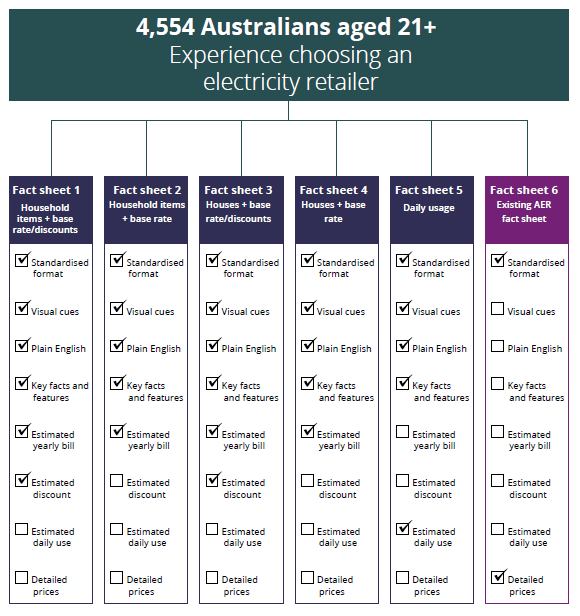 4,554 Australians aged 21+
Experience choosing an
electricity retailer
Fact sheet 1
Household
items + base
rate/discounts
Standardised
format
Visual cues
Plain English
Key facts and
features
Estimated
yearly bill
Estimated
discount
Estimated
daily use
Detailed
prices
Fact sheet 2
Household items
+ base rate
Standardised
format
Visual cues
Plain English
Key facts
and features
Estimated
yearly bill
Estimated
discount
Estimated
daily use
Detailed
prices
Fact sheet 3
Houses + base
rate/discounts
Standardised
format
Visual cues
Plain English
Key facts
and features
Estimated
yearly bill
Estimated
discount
Estimated
daily use
Detailed
prices
Fact sheet 4
Houses + base
rate
Standardised
format
Visual cues
Plain English
Key facts
and features
Estimated
yearly bill
Estimated
discount
Estimated
daily use
Detailed
prices
Fact sheet 5
Daily usage
Standardised
format
Visual cues
Plain English
Key facts
and features
Estimated
yearly bill
Estimated
discount
Estimated
daily use
Detailed
prices
Fact sheet 6
Existing AER
fact sheet
Standardised
format
Visual cues
Plain English
Key facts
and features
Estimated
yearly bill
Estimated
discount
Estimated
daily use
Detailed
prices